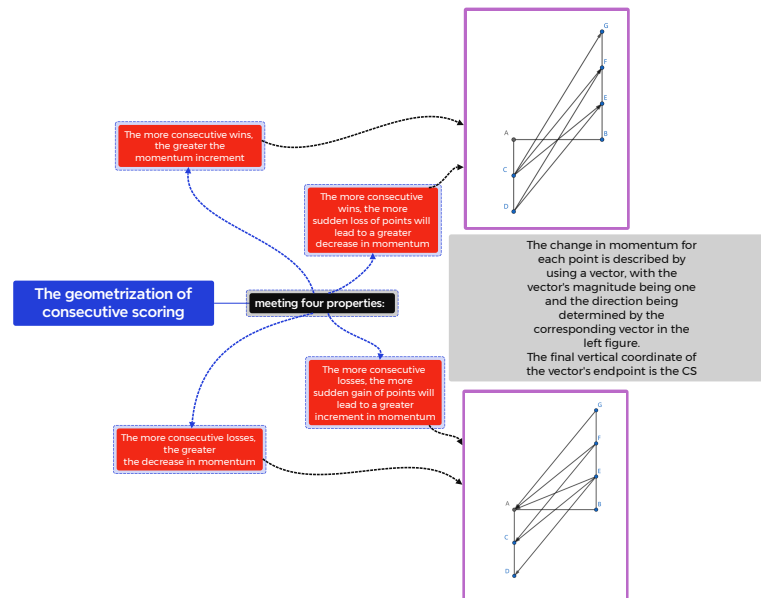 G
F
E
A
B
C
D
The more consecutive wins,
the greater the
momentum increment
The more consecutive
wins, the more
sudden loss of points will
lead to a greater
decrease in momentum
The change in momentum for
each point is described by
using a vector, with the
vector's magnitude being one
and the direction being
determined by the
corresponding vector in the
left figure.
The final vertical coordinate of
the vector's endpoint is the CS
The geometrization of
consecutive scoring
meeting four properties:
The more consecutive
losses, the more
sudden gain of points will
lead to a greater
increment in momentum
The more consecutive losses,
the greater
the decrease in momentum
G
F
E
A
B
C
D